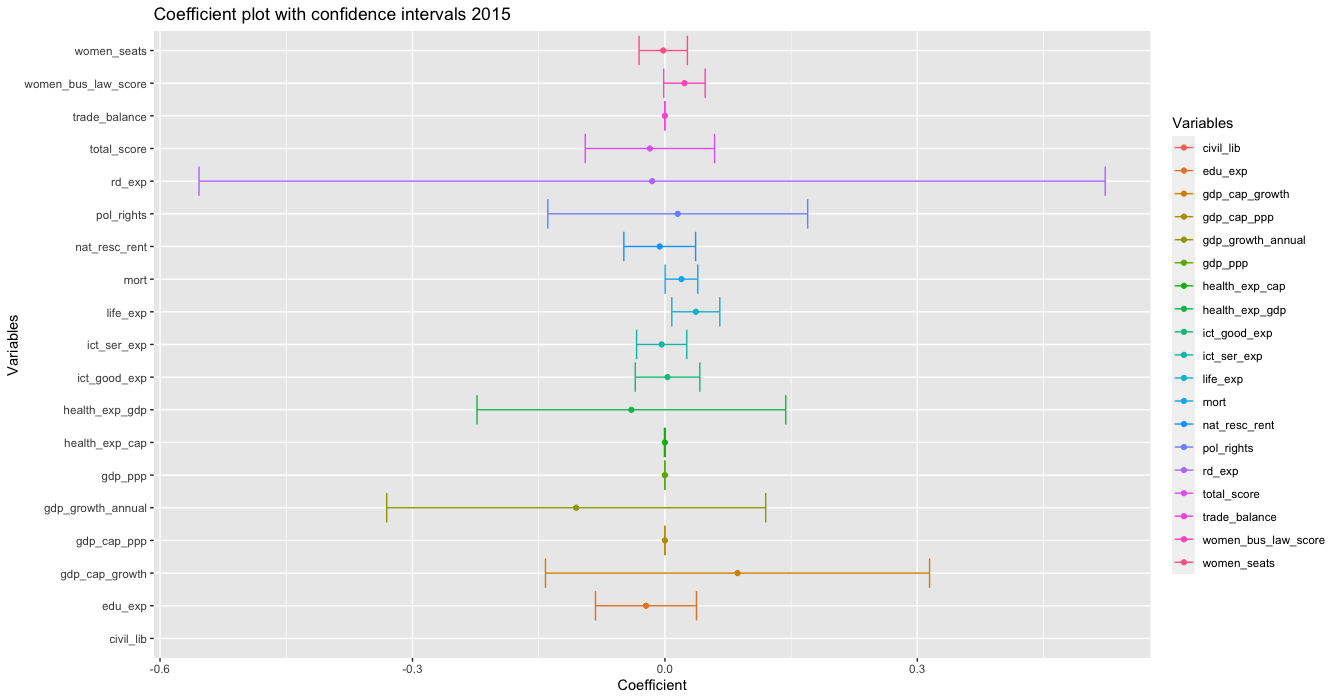 Coefficient plot with confidence intervals 2015
Variables
women_seats
women_bus_law_score
trade_balance
total_score
rd_exp
pol_rights
nat_resc_rent
mort
life_exp
ict_ser_exp
ict_good_exp
health_exp_gdp
health_exp_cap
gdp_ppp
gdp_growth_annual
gdp_cap_ppp
gdp_cap_growth
edu_exp
civil_lib
-0.6 -0.3 0.0 0.3
Coefficient
Variables
civil_lib
edu_exp
gdp_cap_growth
gdp_cap_ppp
gdp_growth_annual
gdp_ppp
health_exp_cap
health_exp_gdp
ict_good_exp
ict_ser_exp
life_exp
mort
nat_resc_rent
pol_rights
rd_exp
total_score
trade_balance
women_bus_law_score
women_seats